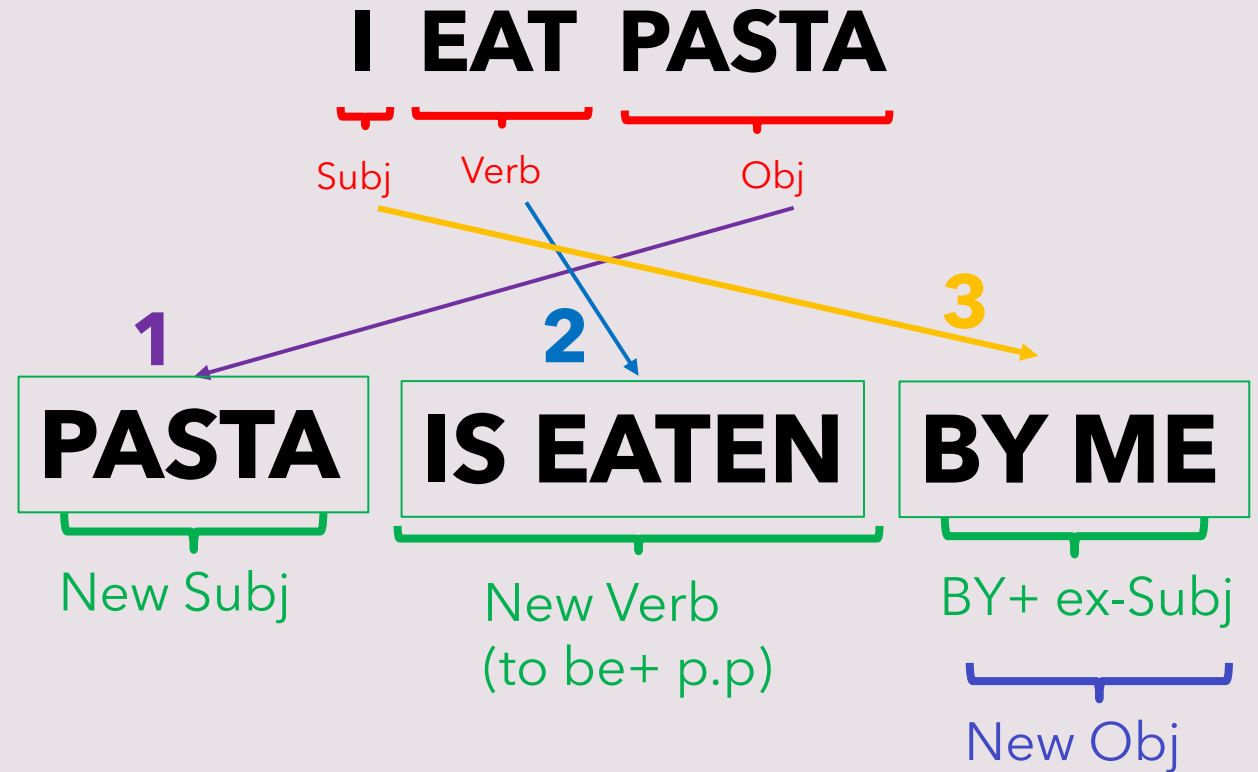 I EAT PASTA
Subj Verb Obj
1 2 3
PASTA IS EATEN BY ME
New Subj New Verb BY+ ex-Subj
(to be+ p.p)
New Obj